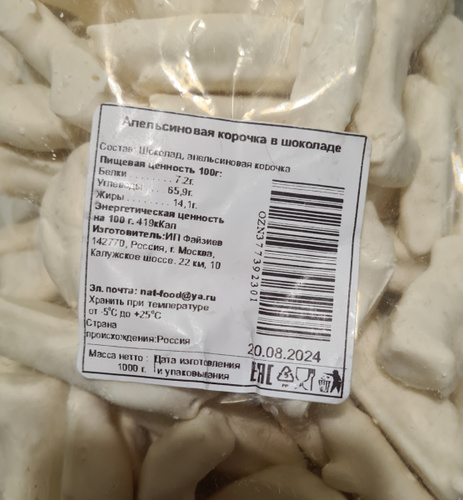 Апельсиновая корочка в шоколаде
Состав: Шоколад, апельсиновая корочка
Пищевая ценность 100г:
Белки ........ 7,2г.
Углеводы ...... 65,9г.
Жиры ........ 14,1г.
Энергетическая ценность
на 100 г. 419кКал
Изготовитель:ИП Файзиев
142770, Россия, г. Москва,
Калужское шоссе. 22 км, 10
Эл. почта: nat-food@ya.ru
Хранить при температуре
от -5°С до +25°С
Страна
происхождения:Россия
OZN377392301
20.08.2024
Масса нетто :
1000 г.
Дата изготовления
и упаковывания
EAC